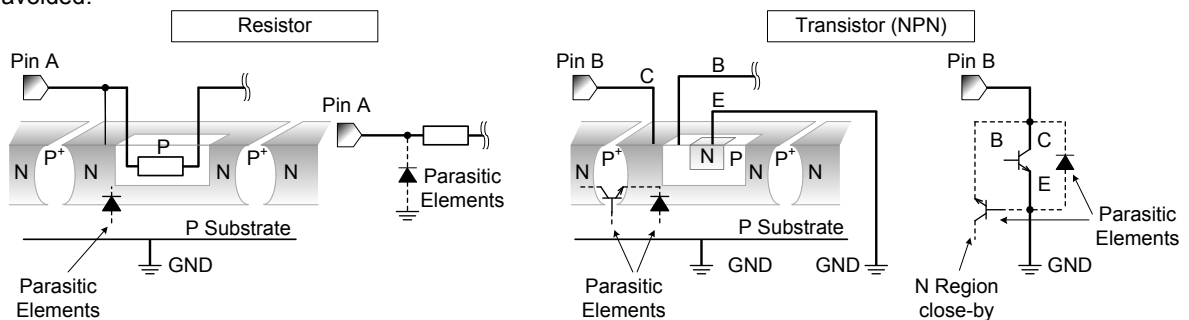 avoided.
Resistor
Transistor (NPN)
Pin A
Pin B
C
B
E
Pin B
Pin A
N
P+
N
P
N
P+
N
Parasitic
Elements
P Substrate
GND
Parasitic
Elements
N
P+
N
N
P
N
P+
N
P Substrate
GND
GND
Parasitic
Elements
B
C
E
Parasitic
Elements
GND
N Region
close-by